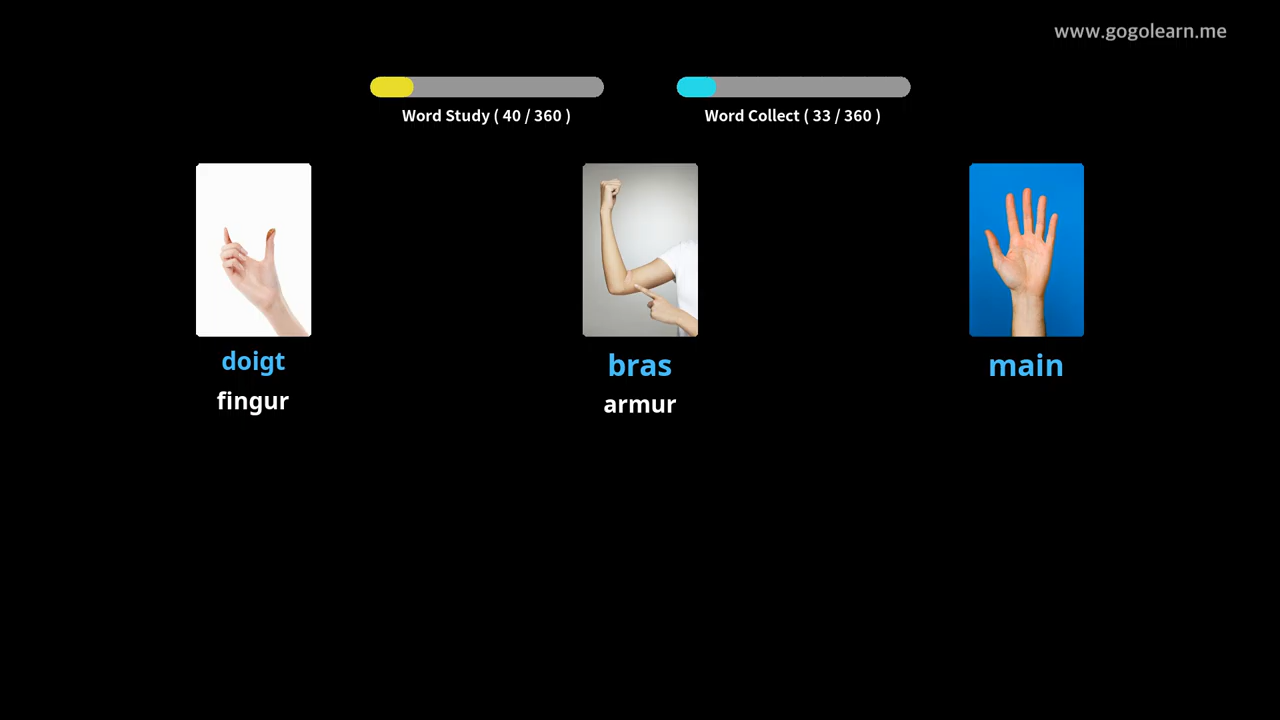 www.gogolearn.me
Word Study ( 40 / 360 )
Word Collect ( 33 / 360 )
doigt
fingur
bras
armur
main